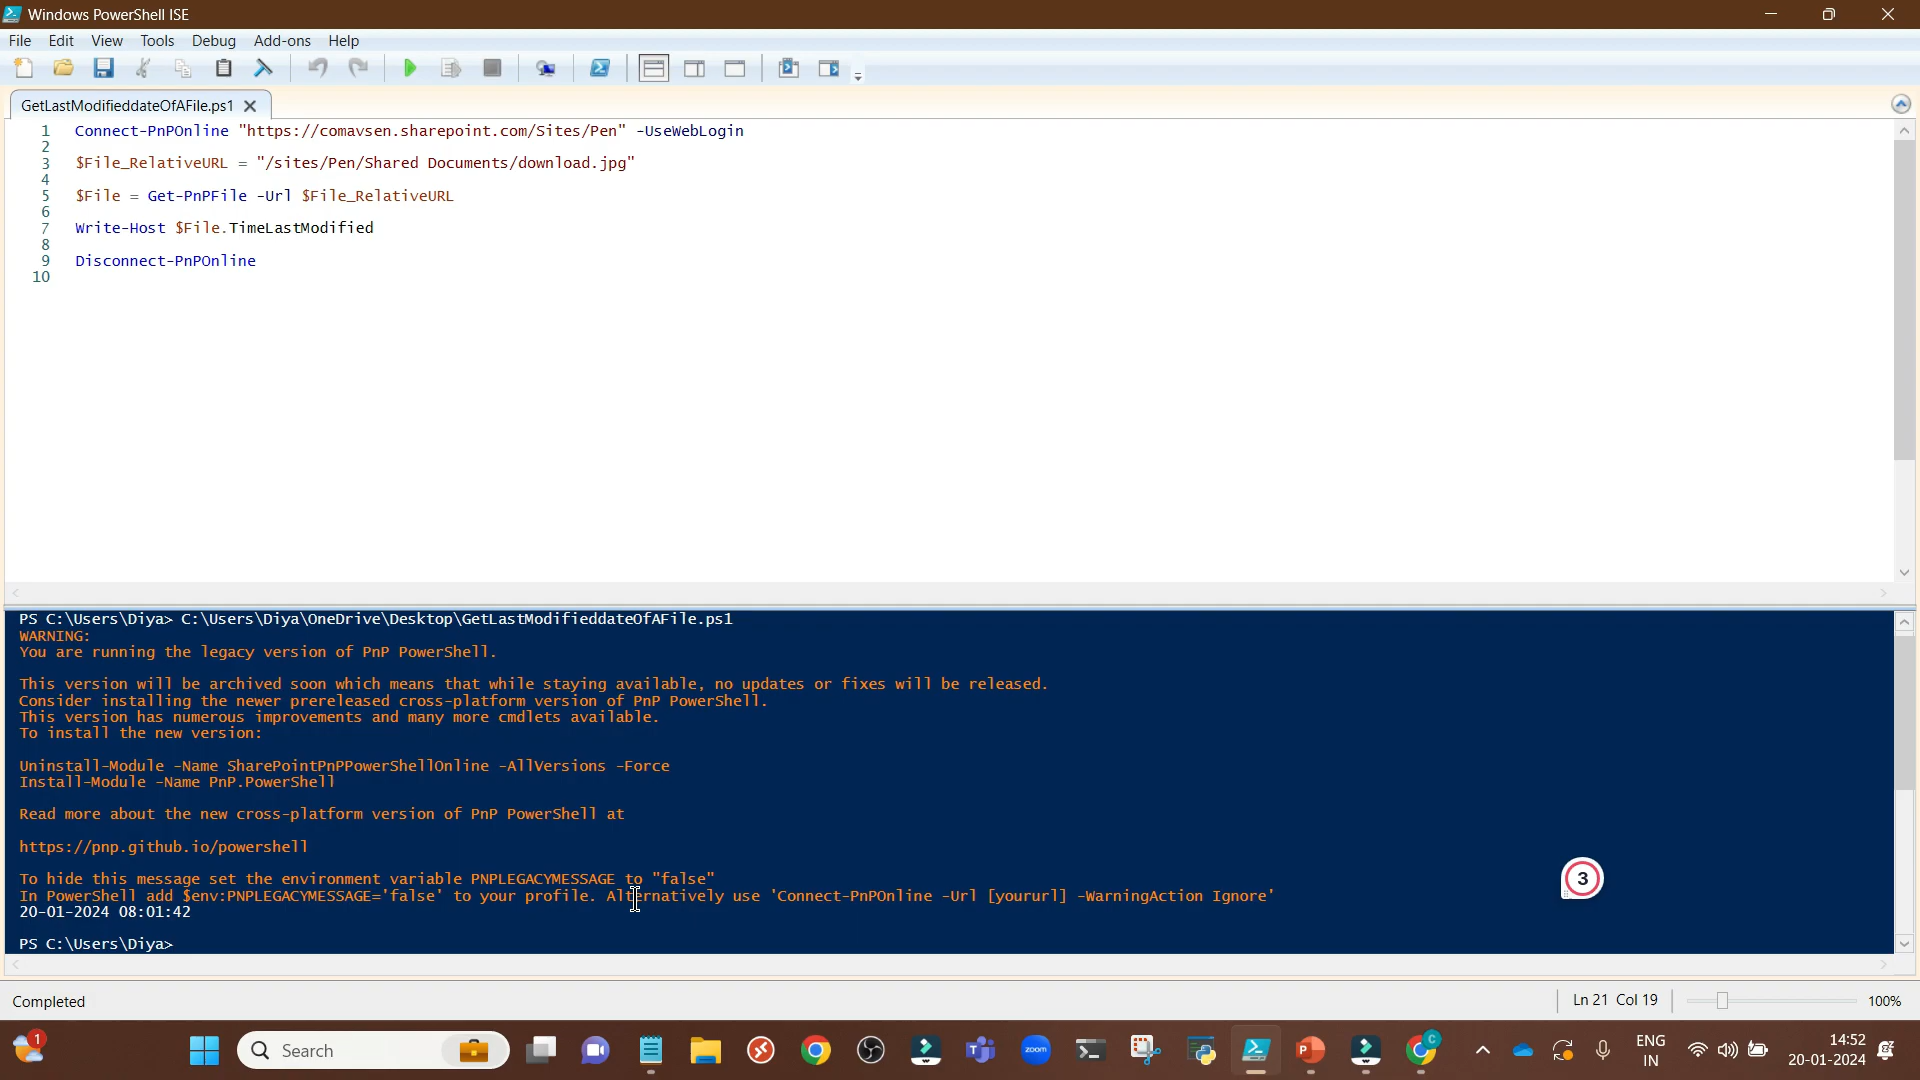 Windows PowerShell ISE
File Edit View Tools Debug Add-ons Help
GetLastModifieddateOfAFile.ps1
1 Connect-PnPOnline "https://comavsen.sharepoint.com/Sites/Pen" -UseWebLogin
2
3 $File_RelativeURL = "/sites/Pen/Shared Documents/download.jpg"
4
5 $File = Get-PnPFile -Url $File_RelativeURL
6
7 Write-Host $File.TimeLastModified
8
9 Disconnect-PnPOnline
10
PS C:\Users\Diya> C:\Users\Diya\OneDrive\Desktop\GetLastModifieddateOfAFile.ps1
WARNING:
You are running the legacy version of PnP PowerShell.
This version will be archived soon which means that while staying available, no updates or fixes will be released.
Consider installing the newer prereleased cross-platform version of PnP PowerShell.
This version has numerous improvements and many more cmdlets available.
To install the new version:
Uninstall-Module -Name SharePointPnPPowerShellOnline -AllVersions -Force
Install-Module -Name PnP.PowerShell
Read more about the new cross-platform version of PnP PowerShell at
https://pnp.github.io/powershell
To hide this message set the environment variable PNPLEGACYMESSAGE to "false"
In PowerShell add $env:PNPLEGACYMESSAGE='false' to your profile. Alternatively use 'Connect-PnPOnline -Url [yoururl] -WarningAction Ignore'
20-01-2024 08:01:42
PS C:\Users\Diya>
3
Completed
Ln 21 Col 19
100%
1
Search
zoom
C
ENG
IN
14:52
20-01-2024